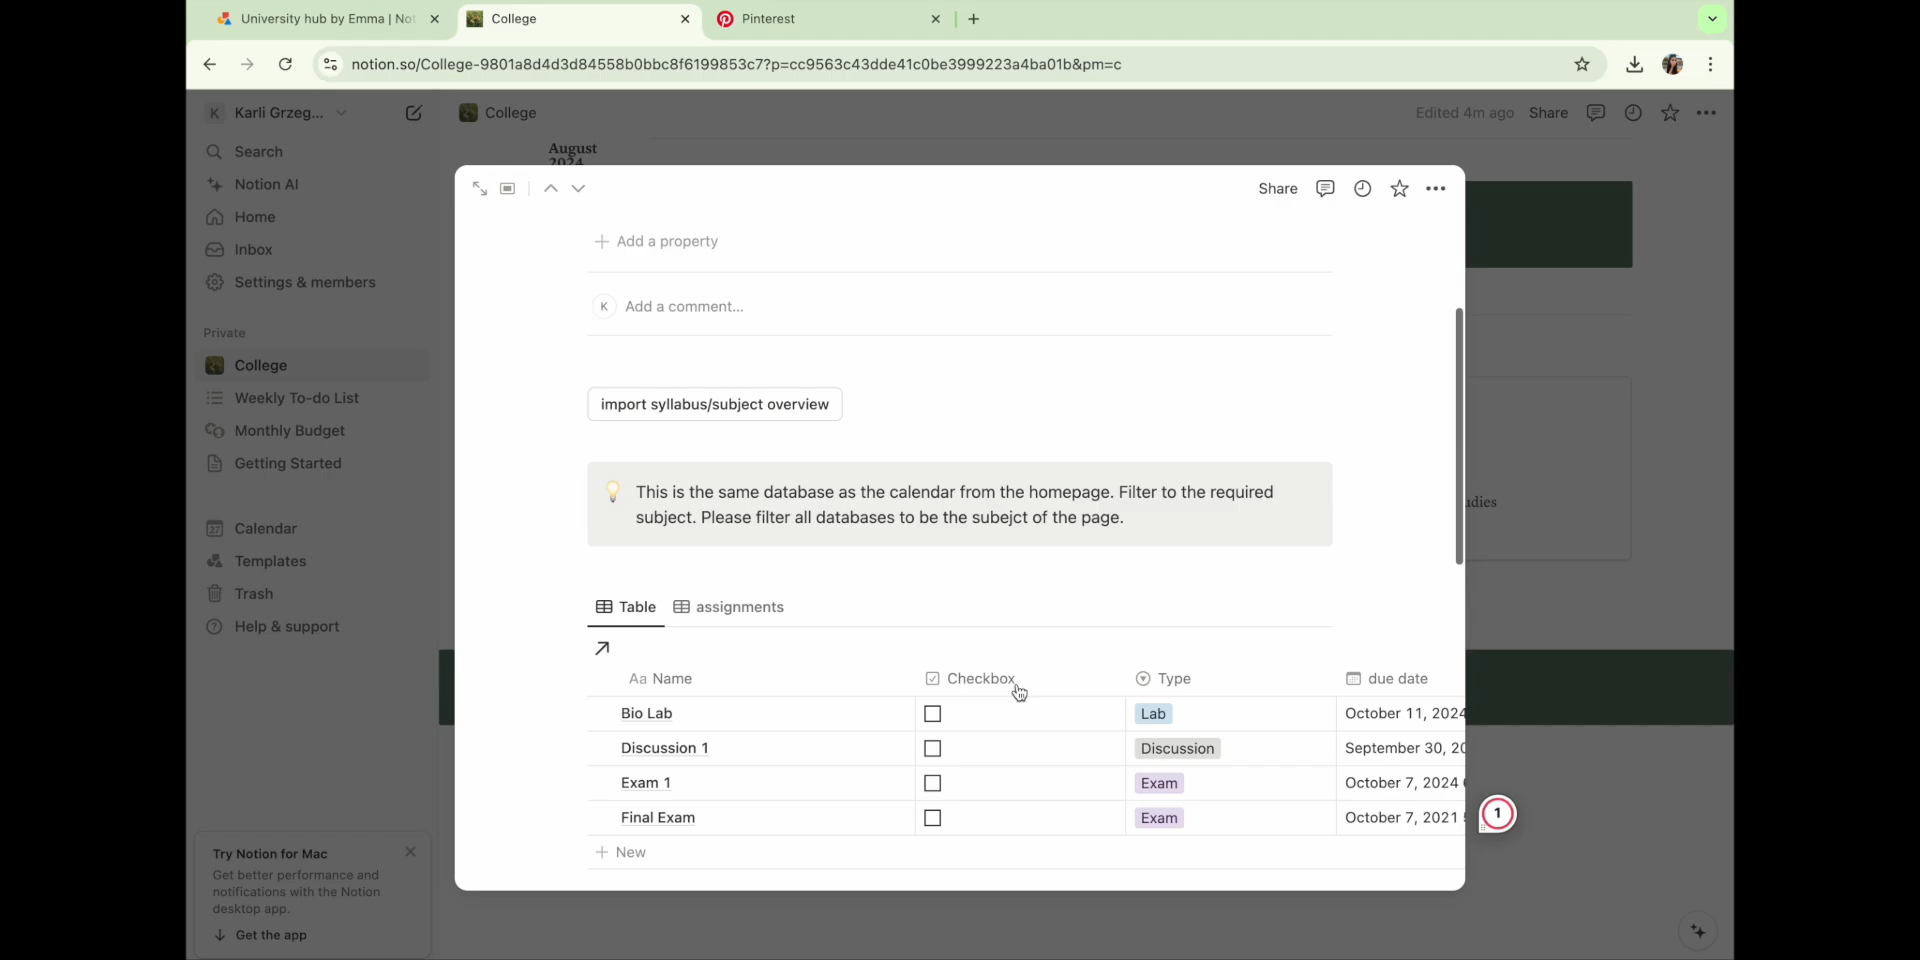 University hub by Emma | Not
College
Pinterest
notion.so/College-9801a8d4d3d84558b0bbc8f6199853c7?p=cc9563c43dde41c0be3999223a4ba01b&pm=c
K Karli Grzeg...
College
Edited 4m ago Share
Search
Notion AI
Home
Inbox
Settings & members
Private
College
Weekly To-do List
Monthly Budget
Getting Started
Calendar
Templates
Trash
Help & support
Try Notion for Mac
Get better performance and
notifications with the Notion
desktop app.
Get the app
August
2024
Share
Add a property
K Add a comment...
import syllabus/subject overview
This is the same database as the calendar from the homepage. Filter to the required
subject. Please filter all databases to be the subejct of the page.
Table assignments
Aa Name Checkbox Type due date
Bio Lab Lab October 11, 2024
Discussion 1 Discussion September 30, 20
Exam 1 Exam October 7, 2024
Final Exam Exam October 7, 2021
New
udies
1